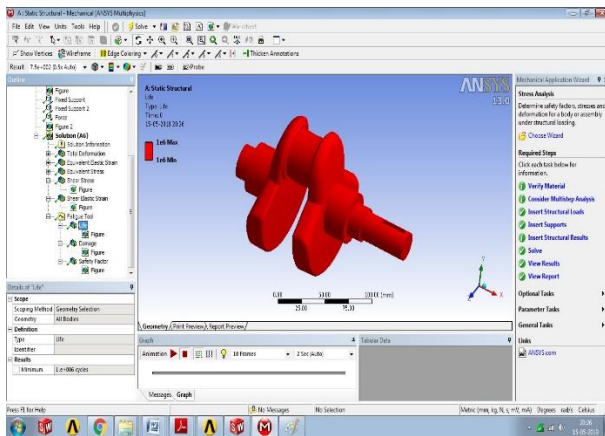 A : Static Structural - Mechanical [ANSYS Multiphysics]
File Edit View Units Tools Help
Solve
Show Vertices Wireframe Edge Coloring Thicken Annotations
Result 7.5e+002 (0.5x Auto) Probe
Outline
Figure
Fixed Support
Fixed Support 2
Force
Figure 2
Solution (A6)
Solution Information
Total Deformation
Equivalent Elastic Strain
Equivalent Stress
Shear Stress
Figure
Shear Elastic Strain
Figure
Fatigue Tool
Life
Figure
Damage
Figure
Safety Factor
Figure
Details of "Life"
Scope
Scoping Method Geometry Selection
Geometry All Bodies
Definition
Type Life
Identifier
Results
Minimum 1.e+006 cycles
A: Static Structural
Life
Type: Life
Time: 0
15-05-2018 20:26
1e6 Max
1e6 Min
ANSYS
13.0
0.00 50.00 100.00 (mm)
25.00 75.00
Y
Z
X
Geometry Print Preview Report Preview
Graph
Animation 10 Frames 2 Sec (Auto)
Messages Graph
Tabular Data
Mechanical Application Wizard
Stress Analysis
Determine safety factors, stresses and
deformation for a body or assembly
under structural loading.
Choose Wizard
Required Steps
Click each task below for
information.
Verify Material
Consider Multistep Analysis
Insert Structural Loads
Insert Supports
Insert Structural Results
Solve
View Results
View Report
Optional Tasks
Parameter Tasks
General Tasks
Links
ANSYS.com
Press F1 for Help
No Messages
No Selection
Metric (mm, kg, N, s, mV, mA) Degrees rad/s Celsius
20:26
15-05-2018